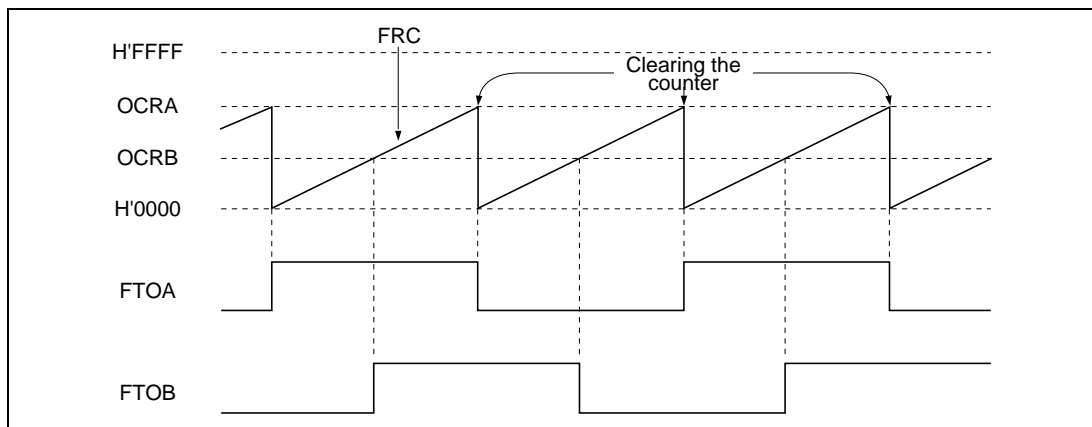 FRC
H'FFFF
Clearing the
counter
OCRA
OCRB
H'0000
FTOA
FTOB